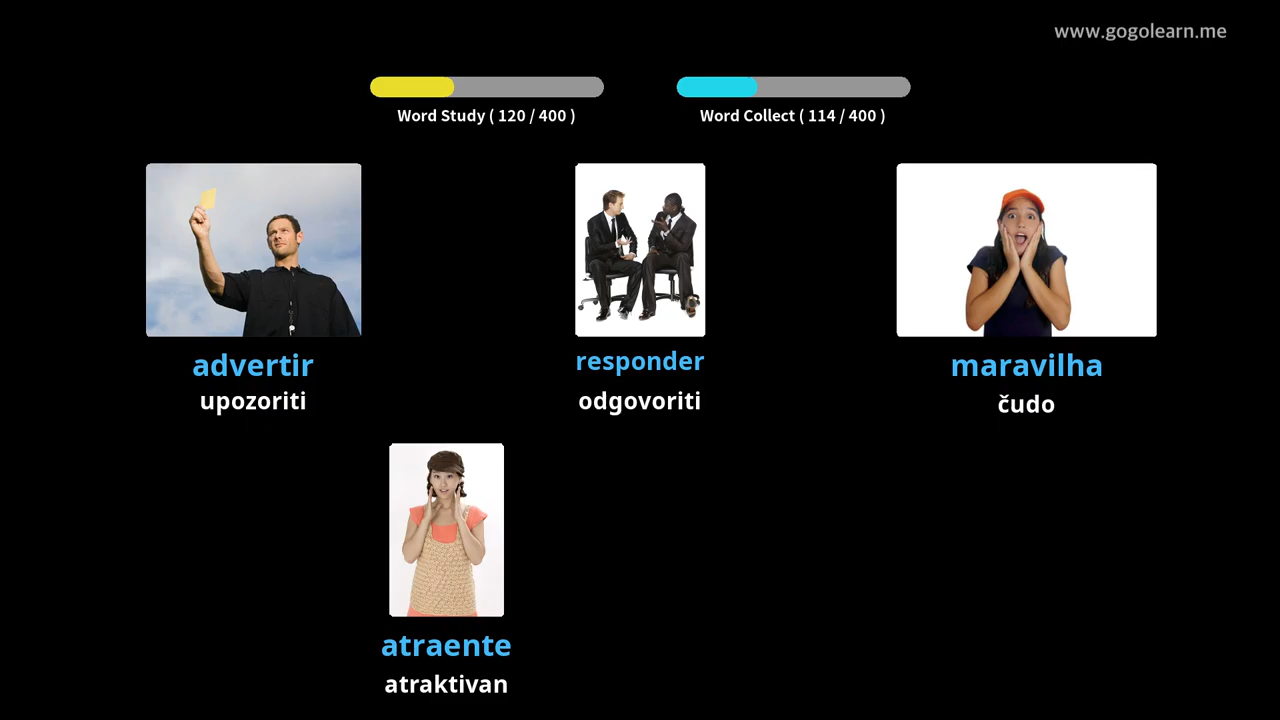 www.gogolearn.me
Word Study ( 120 / 400 )
Word Collect ( 114 / 400 )
advertir
upozoriti
responder
odgovoriti
maravilha
čudo
atraente
atraktivan